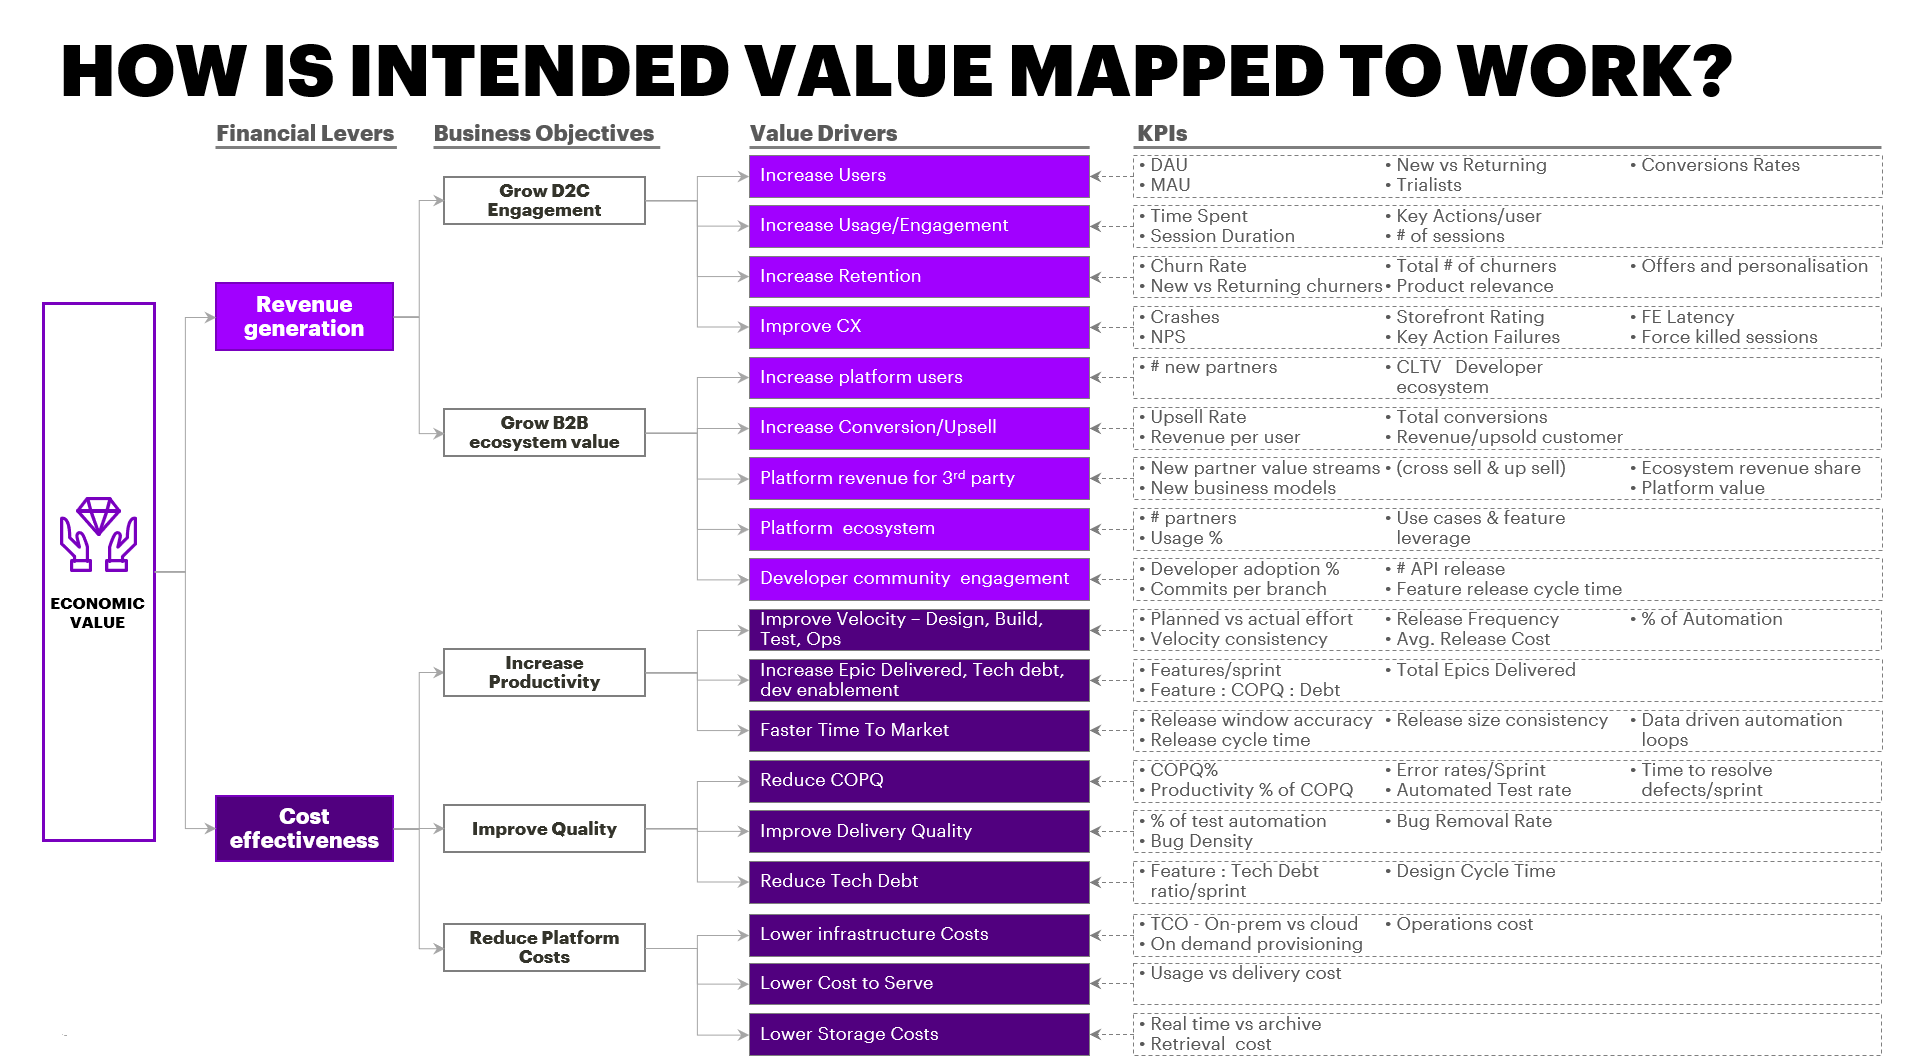 HOW IS INTENDED VALUE MAPPED TO WORK?
Financial Levers
Business Objectives
Value Drivers
KPIs
ECONOMIC
VALUE
Revenue
generation
Grow D2C
Engagement
Increase Users
• DAU
• MAU
• New vs Returning
• Trialists
• Conversions Rates
Increase Usage/Engagement
• Time Spent
• Session Duration
• Key Actions/user
• # of sessions
Increase Retention
• Churn Rate
• New vs Returning churners
• Total # of churners
• Product relevance
• Offers and personalisation
Improve CX
• Crashes
• NPS
• Storefront Rating
• Key Action Failures
• FE Latency
• Force killed sessions
Grow B2B
ecosystem value
Increase platform users
• # new partners
• CLTV Developer
ecosystem
Increase Conversion/Upsell
• Upsell Rate
• Revenue per user
• Total conversions
• Revenue/upsold customer
Platform revenue for 3rd party
• New partner value streams
• New business models
• (cross sell & up sell)
• Ecosystem revenue share
• Platform value
Platform ecosystem
• # partners
• Usage %
• Use cases & feature
leverage
Developer community engagement
• Developer adoption %
• Commits per branch
• # API release
• Feature release cycle time
Cost
effectiveness
Increase
Productivity
Improve Velocity – Design, Build,
Test, Ops
• Planned vs actual effort
• Velocity consistency
• Release Frequency
• Avg. Release Cost
• % of Automation
Increase Epic Delivered, Tech debt,
dev enablement
• Features/sprint
• Feature : COPQ : Debt
• Total Epics Delivered
Faster Time To Market
• Release window accuracy
• Release cycle time
• Release size consistency
• Data driven automation
loops
Improve Quality
Reduce COPQ
• COPQ%
• Productivity % of COPQ
• Error rates/Sprint
• Automated Test rate
• Time to resolve
defects/sprint
Improve Delivery Quality
• % of test automation
• Bug Density
• Bug Removal Rate
Reduce Tech Debt
• Feature : Tech Debt
ratio/sprint
• Design Cycle Time
Reduce Platform
Costs
Lower infrastructure Costs
• TCO - On-prem vs cloud
• On demand provisioning
• Operations cost
Lower Cost to Serve
• Usage vs delivery cost
Lower Storage Costs
• Real time vs archive
• Retrieval cost